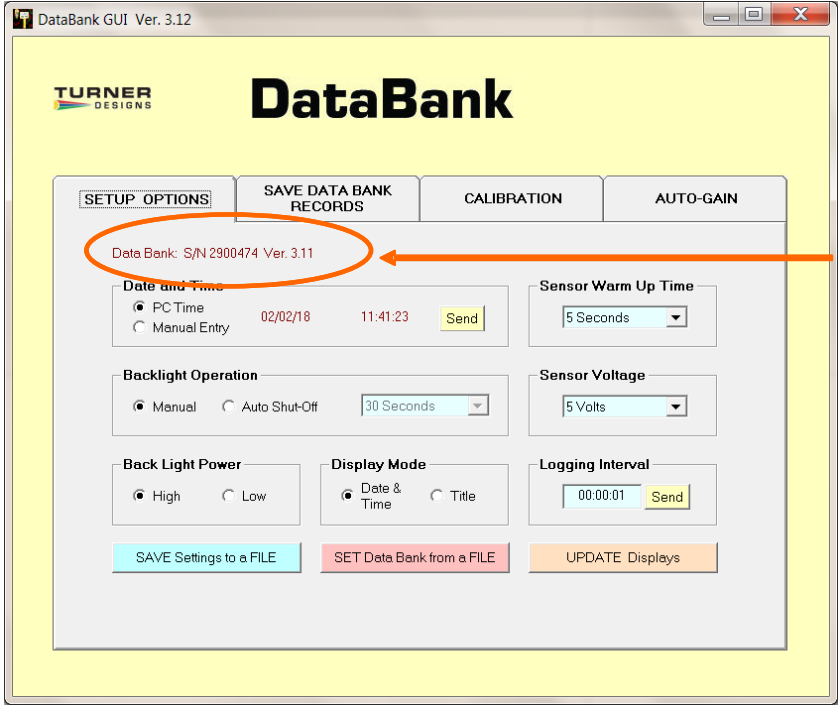 DataBank GUI Ver. 3.12
TURNER
DESIGNS
DataBank
SETUP OPTIONS
SAVE DATA BANK
RECORDS
CALIBRATION
AUTO-GAIN
Data Bank: S/N 2900474 Ver. 3.11
Date and Time
PC Time
Manual Entry
02/02/18
11:41:23
Send
Sensor Warm Up Time
5 Seconds
Backlight Operation
Manual
Auto Shut-Off
30 Seconds
Sensor Voltage
5 Volts
Back Light Power
High
Low
Display Mode
Date &
Time
Title
Logging Interval
00:00:01
Send
SAVE Settings to a FILE
SET Data Bank from a FILE
UPDATE Displays